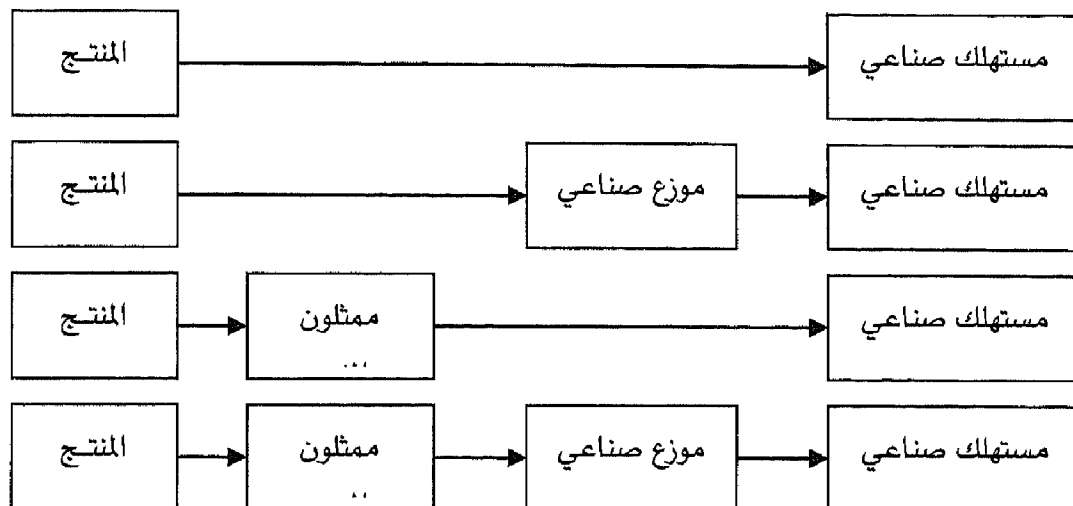 المنتج
مستهلك صناعي
المنتج
موزع صناعي
مستهلك صناعي
المنتج
ممثلون
مستهلك صناعي
المنتج
ممثلون
موزع صناعي
مستهلك صناعي